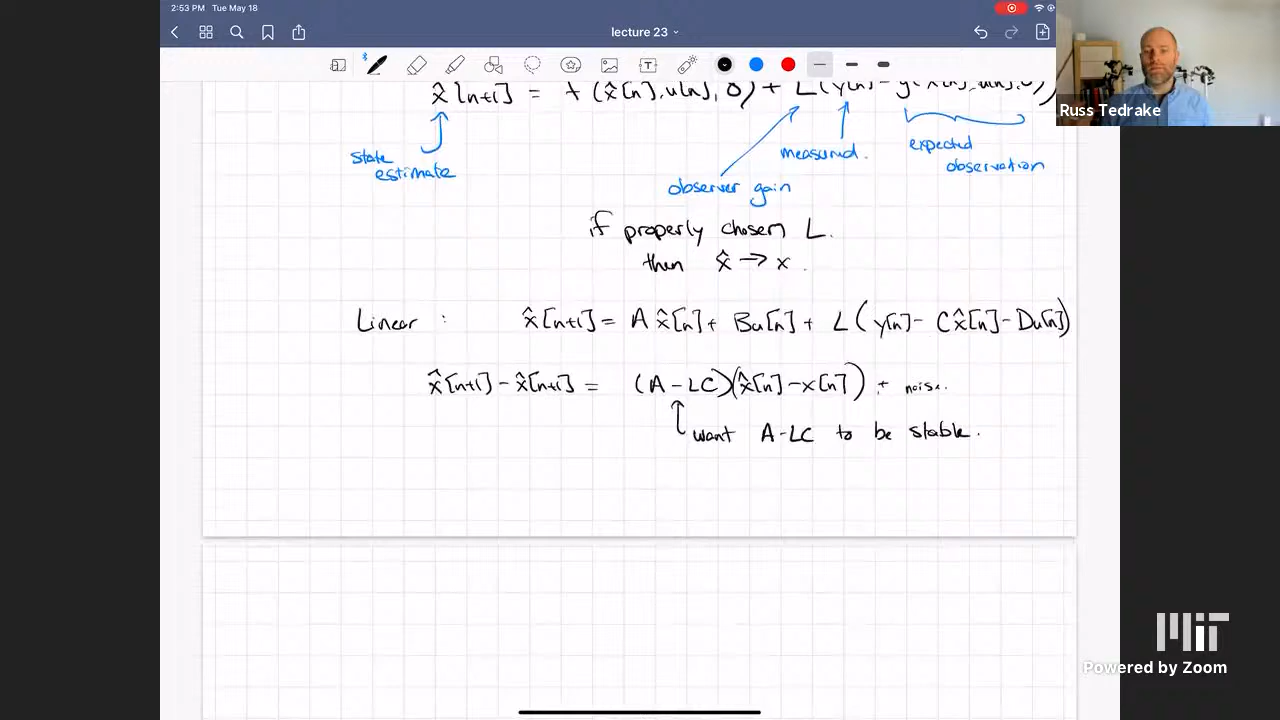 2:53 PM Tue May 18
lecture 23
x̂[n+1] = f(x̂[n], u[n], 0) + L(y[n] - g(x̂[n], u[n], 0))
Russ Tedrake
state
estimate
measured.
expected
observation
observer gain
if properly chosen L.
then x̂ → x.
Linear : x̂[n+1] = A x̂[n] + Bu[n] + L(y[n] - Cx̂[n] - Du[n])
x̂[n+1] - x̂[n+1] = (A - LC)(x̂[n] - x[n]) + noise.
want A-LC to be stable.
MIT
Powered by Zoom